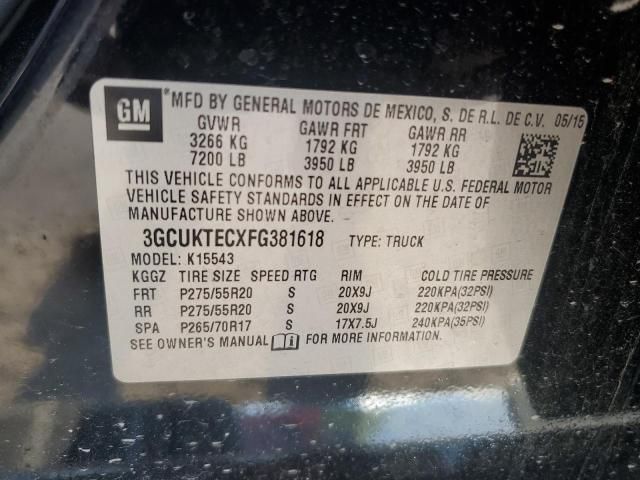 GM
*MFD BY GENERAL MOTORS DE MEXICO, S. DE R.L. DE C.V. 05/15
GVWR GAWR FRT GAWR RR
3266 KG 1792 KG 1792 KG
7200 LB 3950 LB 3950 LB
THIS VEHICLE CONFORMS TO ALL APPLICABLE U.S. FEDERAL MOTOR
VEHICLE SAFETY STANDARDS IN EFFECT ON THE DATE OF
MANUFACTURE SHOWN ABOVE.
3GCUKTECXFG381618 TYPE: TRUCK
MODEL: K15543
KGGZ TIRE SIZE SPEED RTG RIM COLD TIRE PRESSURE
FRT P275/55R20 S 20X9J 220KPA(32PSI)
RR P275/55R20 S 20X9J 220KPA(32PSI)
SPA P265/70R17 S 17X7.5J 240KPA(35PSI)
SEE OWNER'S MANUAL i FOR MORE INFORMATION.